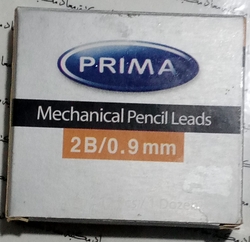 PRIMA
Mechanical Pencil Leads
2B/0.9mm